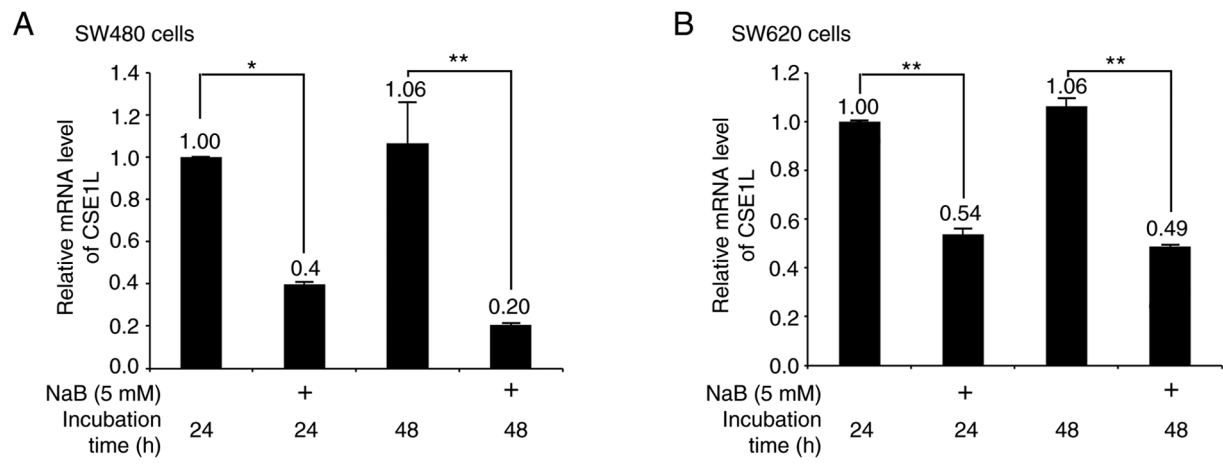 A
SW480 cells
Relative mRNA level
of CSE1L
1.4
1.2
1.0
0.8
0.6
0.4
0.2
0.0
*
**
1.00
0.4
1.06
0.20
NaB (5 mM)
+
+
Incubation
time (h)
24
24
48
48
B
SW620 cells
Relative mRNA level
of CSE1L
1.2
1.0
0.8
0.6
0.4
0.2
0.0
**
**
1.00
0.54
1.06
0.49
NaB (5 mM)
+
+
Incubation
time (h)
24
24
48
48